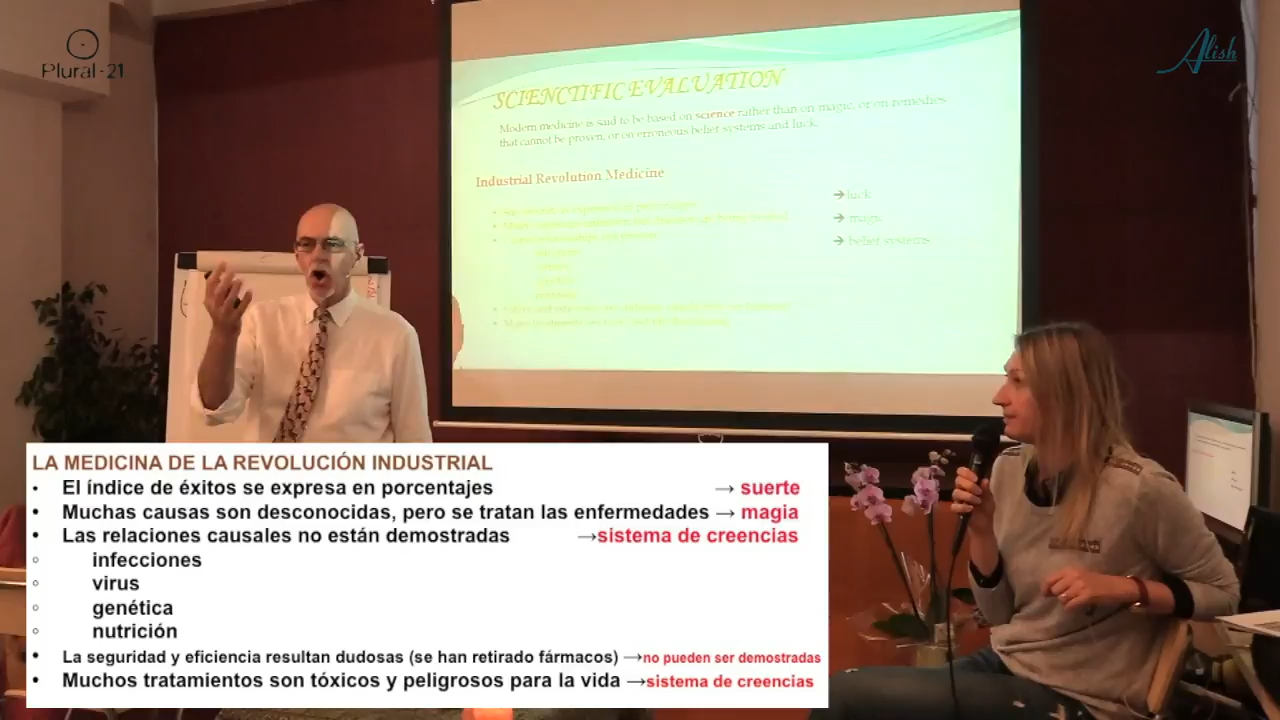 Plural-21
Alish
SCIENCTIFIC EVALUATION
Modern medicine is said to be based on science rather than on magic, or on remedies
that cannot be proven, or on erroneous belief systems and luck.
Industrial Revolution Medicine
→ luck
→ magic
→ belief systems
LA MEDICINA DE LA REVOLUCIÓN INDUSTRIAL
• El índice de éxitos se expresa en porcentajes → suerte
• Muchas causas son desconocidas, pero se tratan las enfermedades → magia
• Las relaciones causales no están demostradas →sistema de creencias
○ infecciones
○ virus
○ genética
○ nutrición
• La seguridad y eficiencia resultan dudosas (se han retirado fármacos) →no pueden ser demostradas
• Muchos tratamientos son tóxicos y peligrosos para la vida →sistema de creencias